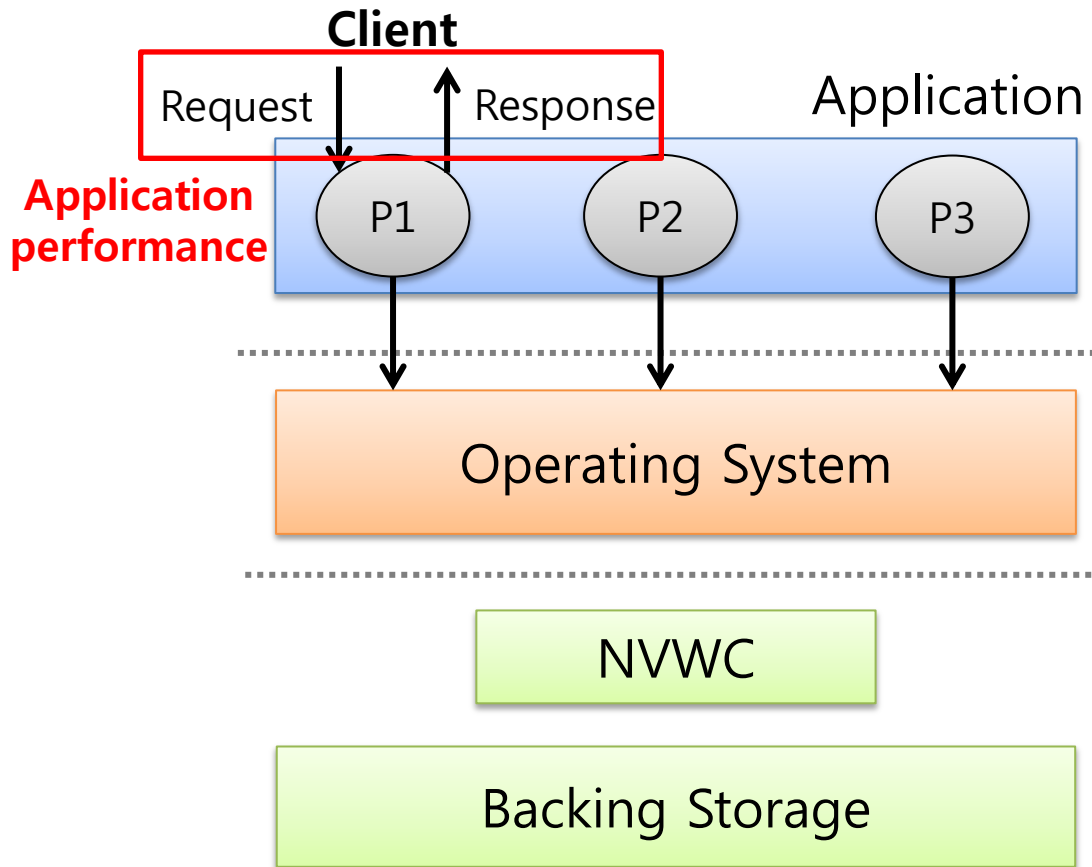 Client
Request
Response
Application
Application
performance
P1
P2
P3
Operating System
NVWC
Backing Storage